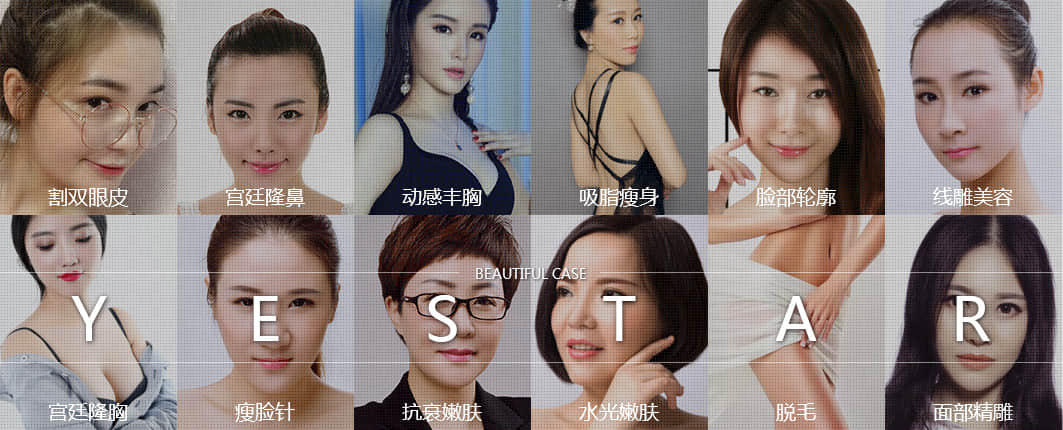 割双眼皮
宫廷隆鼻
动感丰胸
吸脂瘦身
脸部轮廓
线雕美容
BEAUTIFUL CASE
YESTAR
宫廷隆胸
瘦脸针
抗衰嫩肤
水光嫩肤
脱毛
面部精雕